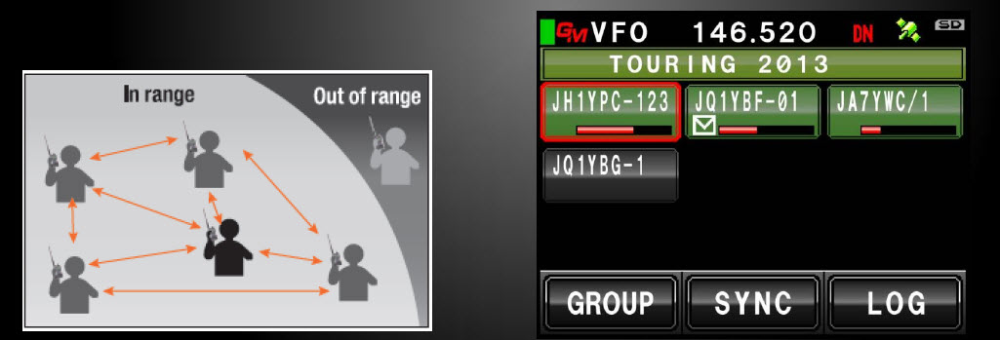 In range
Out of range
GM VFO 146.520 DN SD
TOURING 2013
JH1YPC-123 JQ1YBF-01 JA7YWC/1
JQ1YBG-1
GROUP SYNC LOG